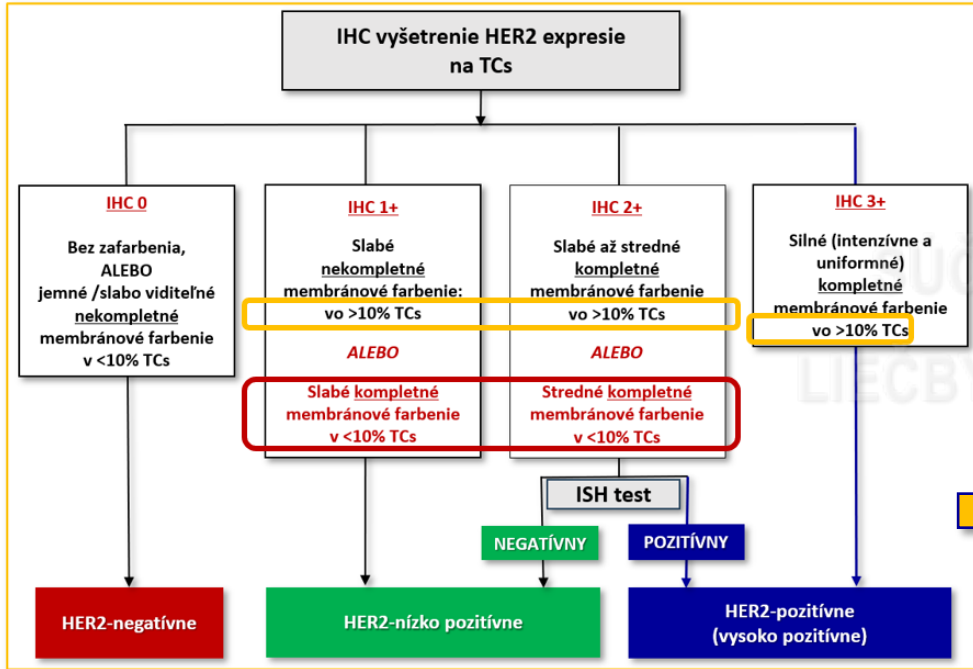 IHC vyšetrenie HER2 expresie
na TCs
IHC 0
Bez zafarbenia,
ALEBO
jemné /slabo viditeľné
nekompletné
membránové farbenie
v <10% TCs
IHC 1+
Slabé
nekompletné
membránové farbenie:
vo >10% TCs
ALEBO
Slabé kompletné
membránové farbenie
v <10% TCs
IHC 2+
Slabé až stredné
kompletné
membránové farbenie
vo >10% TCs
ALEBO
Stredné kompletné
membránové farbenie
v <10% TCs
IHC 3+
Silné (intenzívne a
uniformné)
kompletné
membránové farbenie
vo >10% TCs
ISH test
NEGATÍVNY
POZITÍVNY
HER2-negatívne
HER2-nízko pozitívne
HER2-pozitívne
(vysoko pozitívne)